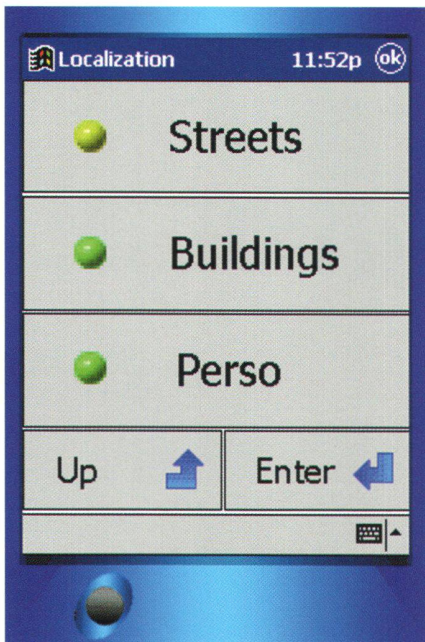 Localization 11:52p ok
Streets
Buildings
Perso
Up Enter